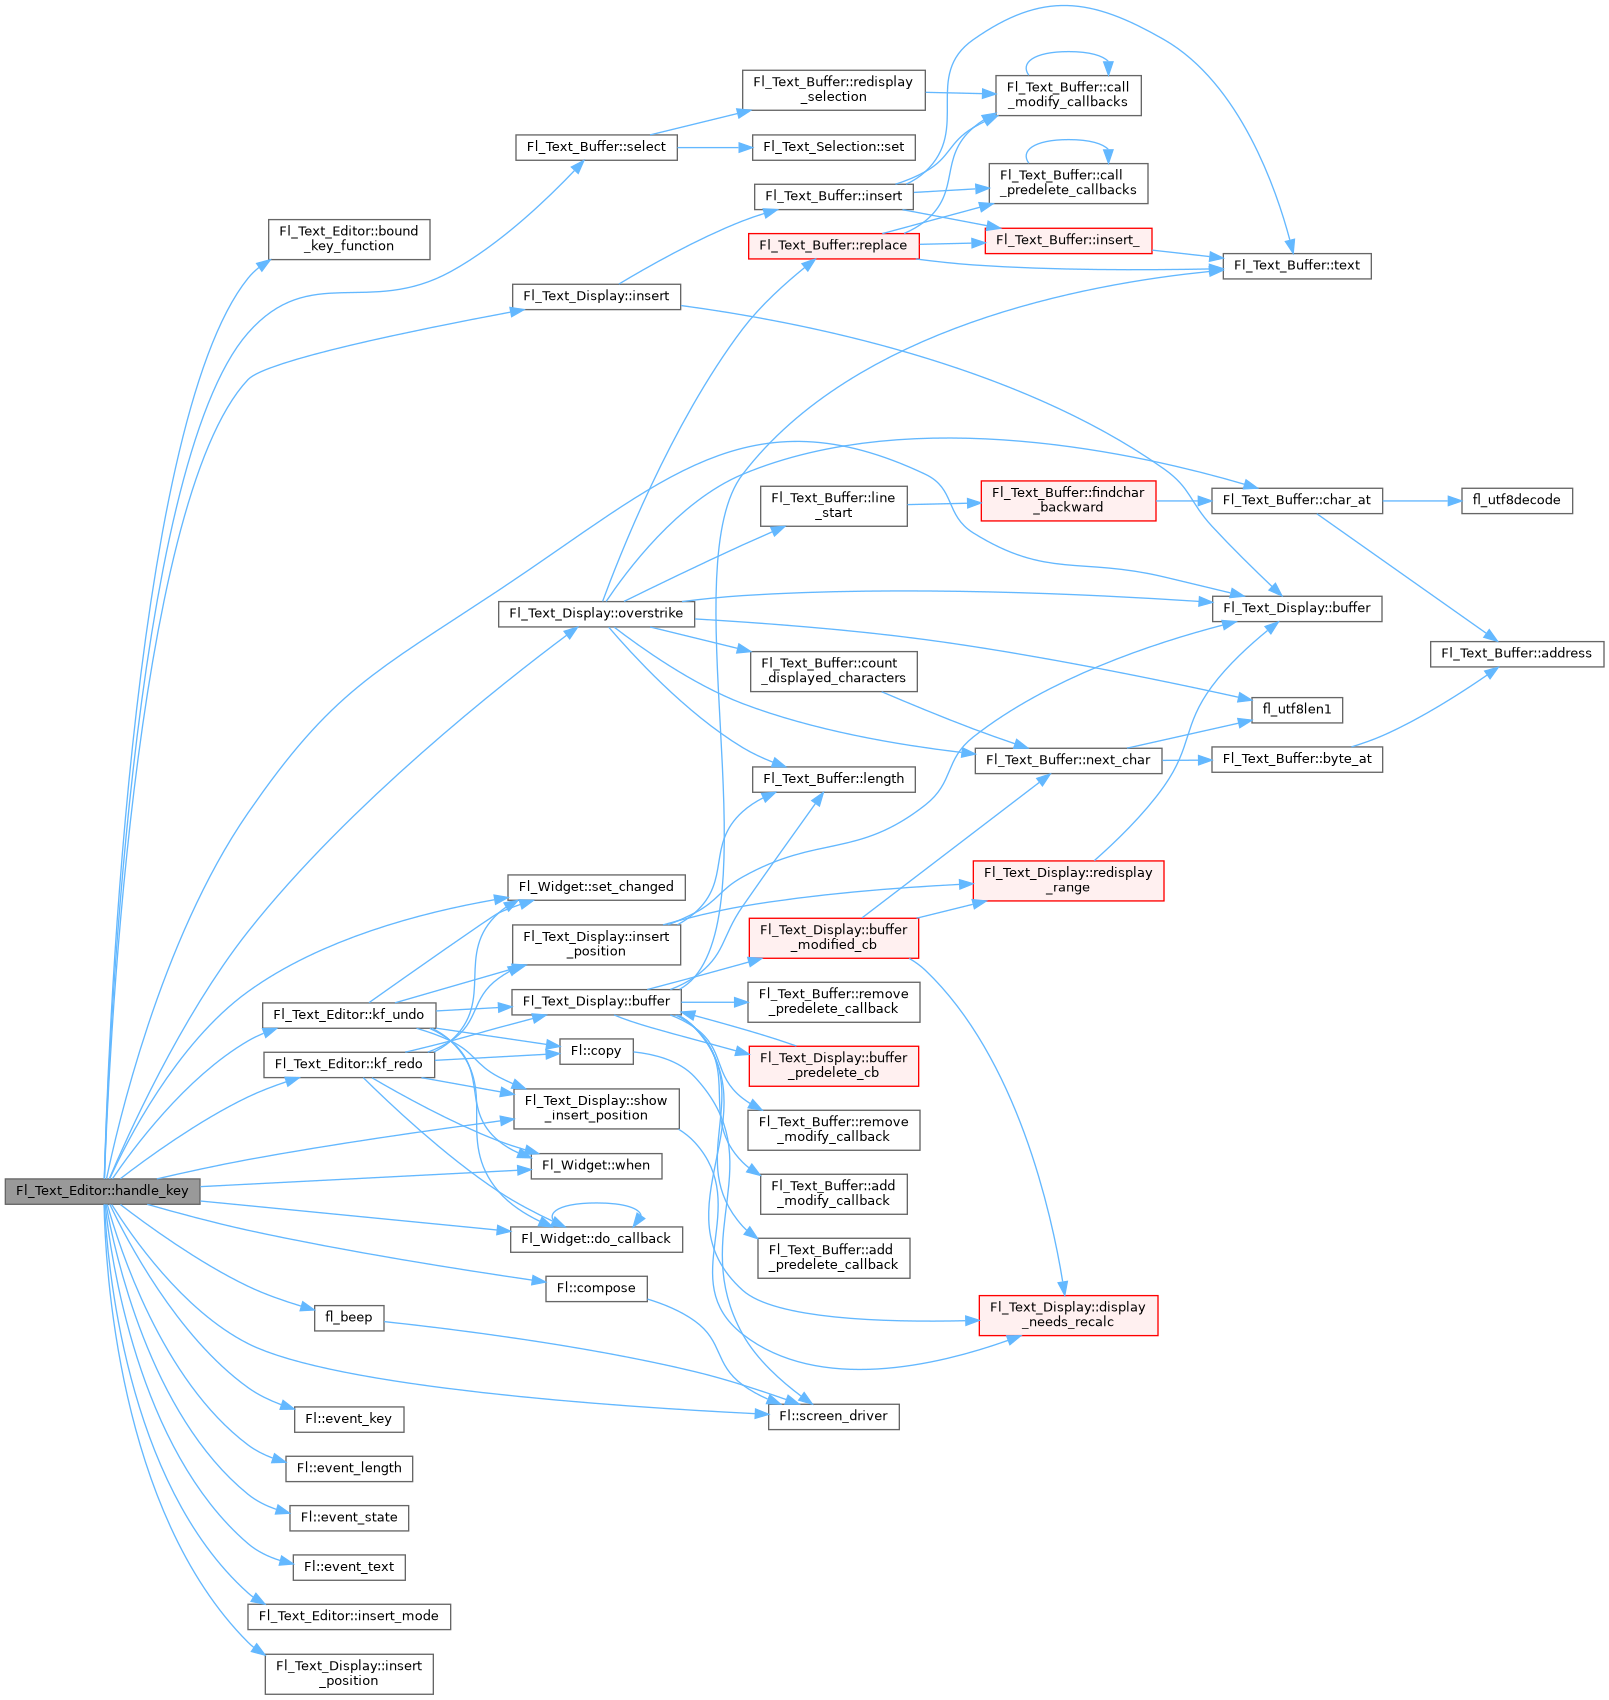 Fl_Text_Buffer::redisplay
_selection
Fl_Text_Buffer::call
_modify_callbacks
Fl_Text_Buffer::select
Fl_Text_Selection::set
Fl_Text_Buffer::call
_predelete_callbacks
Fl_Text_Buffer::insert
Fl_Text_Editor::bound
_key_function
Fl_Text_Buffer::replace
Fl_Text_Buffer::insert_
Fl_Text_Buffer::text
Fl_Text_Display::insert
Fl_Text_Buffer::line
_start
Fl_Text_Buffer::findchar
_backward
Fl_Text_Buffer::char_at
fl_utf8decode
Fl_Text_Display::overstrike
Fl_Text_Display::buffer
Fl_Text_Buffer::address
Fl_Text_Buffer::count
_displayed_characters
fl_utf8len1
Fl_Text_Buffer::next_char
Fl_Text_Buffer::byte_at
Fl_Text_Buffer::length
Fl_Widget::set_changed
Fl_Text_Display::redisplay
_range
Fl_Text_Display::insert
_position
Fl_Text_Display::buffer
_modified_cb
Fl_Text_Editor::kf_undo
Fl_Text_Display::buffer
Fl_Text_Buffer::remove
_predelete_callback
Fl_Text_Editor::kf_redo
Fl::copy
Fl_Text_Display::buffer
_predelete_cb
Fl_Text_Display::show
_insert_position
Fl_Text_Buffer::remove
_modify_callback
Fl_Widget::when
Fl_Text_Editor::handle_key
Fl_Text_Buffer::add
_modify_callback
Fl_Widget::do_callback
Fl_Text_Buffer::add
_predelete_callback
Fl::compose
fl_beep
Fl_Text_Display::display
_needs_recalc
Fl::event_key
Fl::screen_driver
Fl::event_length
Fl::event_state
Fl::event_text
Fl_Text_Editor::insert_mode
Fl_Text_Display::insert
_position